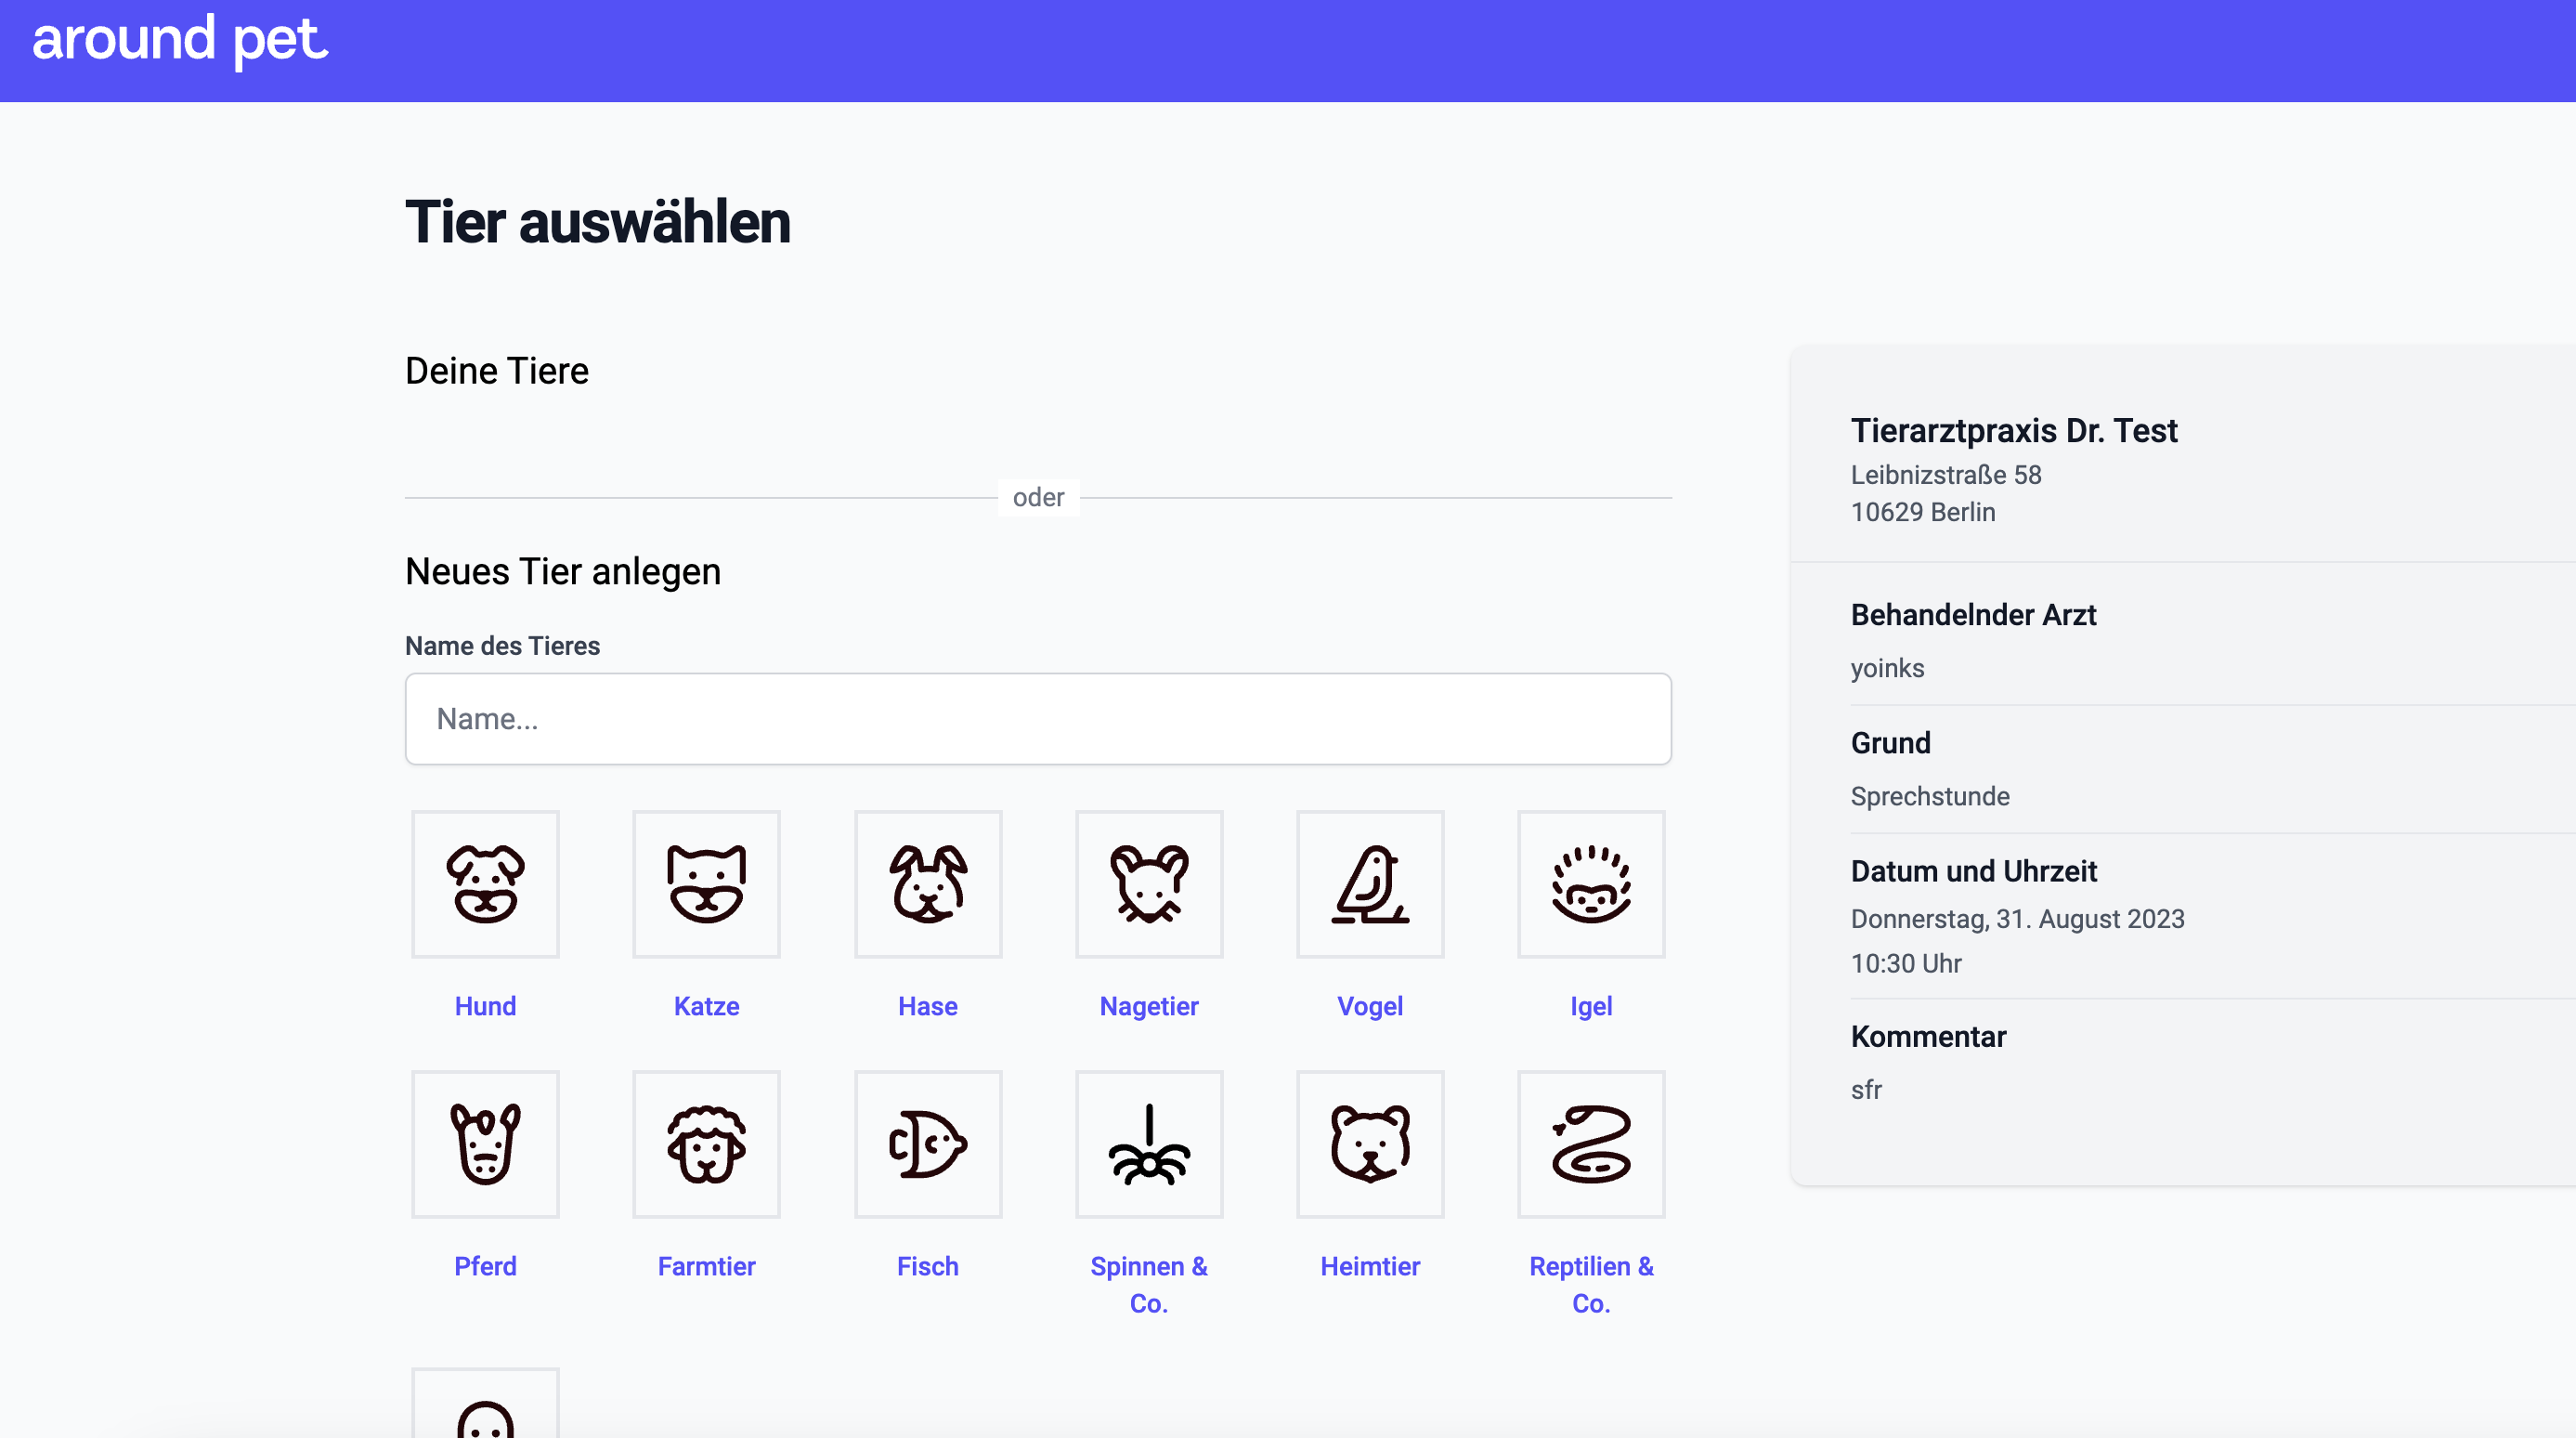 around pet
Tier auswählen
Deine Tiere
oder
Neues Tier anlegen
Name des Tieres
Name...
Hund
Katze
Hase
Nagetier
Vogel
Igel
Pferd
Farmtier
Fisch
Spinnen &
Co.
Heimtier
Reptilien &
Co.
Tierarztpraxis Dr. Test
Leibnizstraße 58
10629 Berlin
Behandelnder Arzt
yoinks
Grund
Sprechstunde
Datum und Uhrzeit
Donnerstag, 31. August 2023
10:30 Uhr
Kommentar
sfr